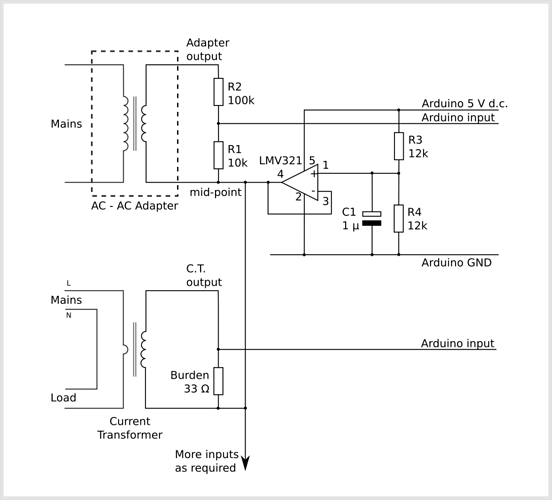 Adapter
output
R2
100k
Arduino 5 V d.c.
Arduino input
Mains
R1
10k
R3
12k
LMV321
5
1
+
4
mid-point
2
-
3
AC - AC Adapter
C1
1 µ
R4
12k
Arduino GND
C.T.
output
L
Mains
N
Arduino input
Burden
33 Ω
Load
Current
Transformer
More inputs
as required